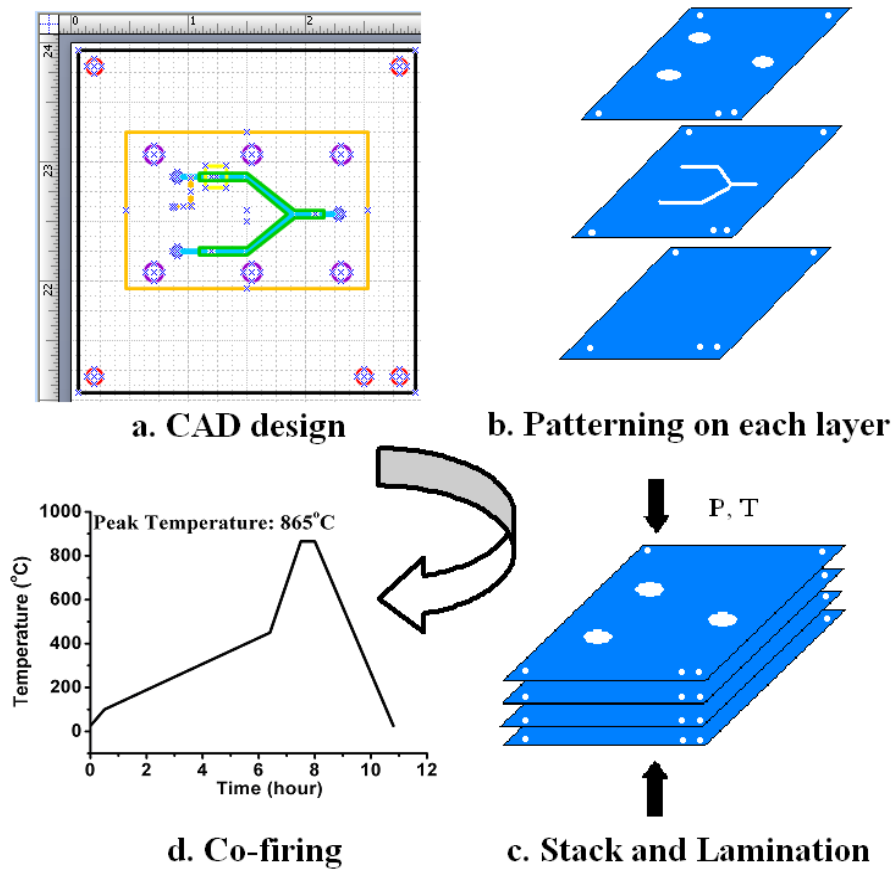 0 1 2
24
23
22
a. CAD design
b. Patterning on each layer
P, T
c. Stack and Lamination
1000
800
600
400
200
0
Temperature (°C)
Peak Temperature: 865°C
0 2 4 6 8 10 12
Time (hour)
d. Co-firing